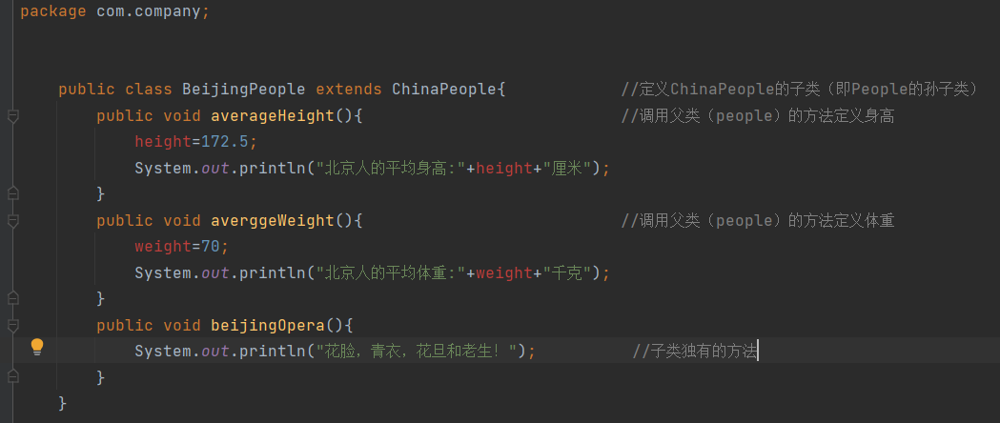 package com.company;
public class BeijingPeople extends ChinaPeople{ //定义ChinaPeople的子类（即People的孙子类）
public void averageHeight(){ //调用父类（people）的方法定义身高
height=172.5;
System.out.println("北京人的平均身高:"+height+"厘米");
}
public void averggeWeight(){ //调用父类（people）的方法定义体重
weight=70;
System.out.println("北京人的平均体重:"+weight+"千克");
}
public void beijingOpera(){
System.out.println("花脸，青衣，花旦和老生！"); //子类独有的方法
}
}